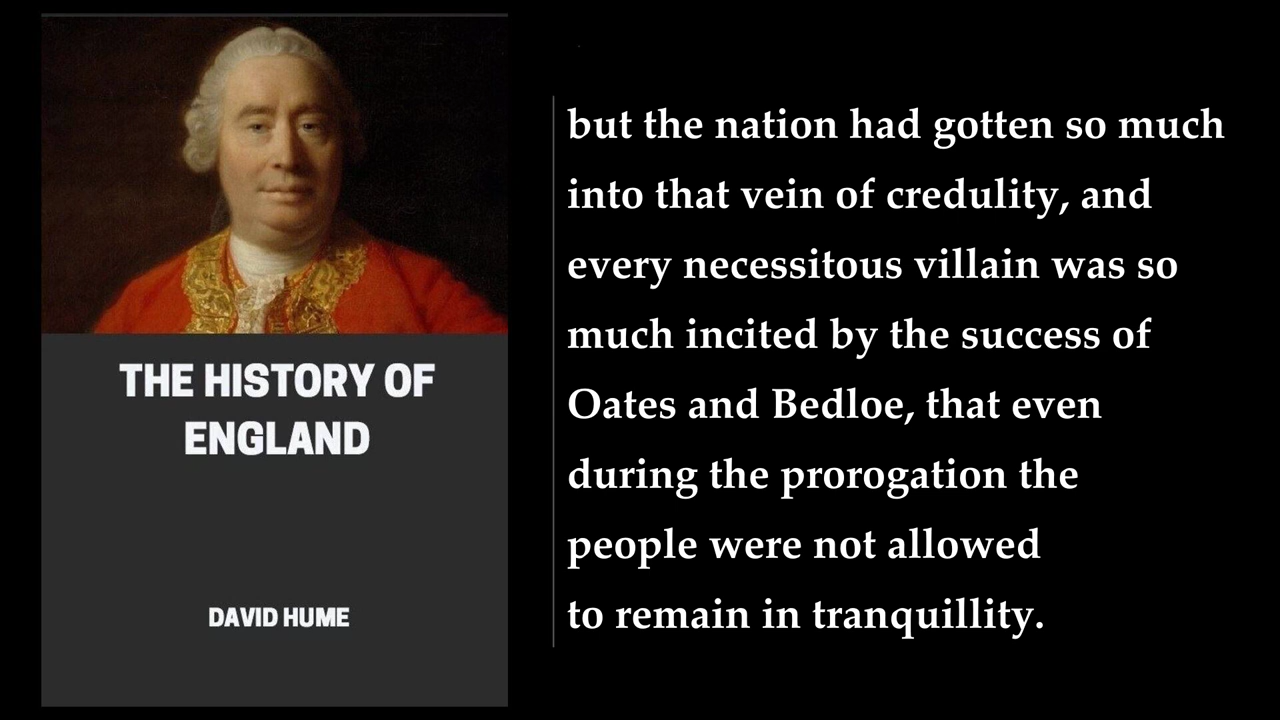 THE HISTORY OF
ENGLAND
DAVID HUME
but the nation had gotten so much
into that vein of credulity, and
every necessitous villain was so
much incited by the success of
Oates and Bedloe, that even
during the prorogation the
people were not allowed
to remain in tranquillity.